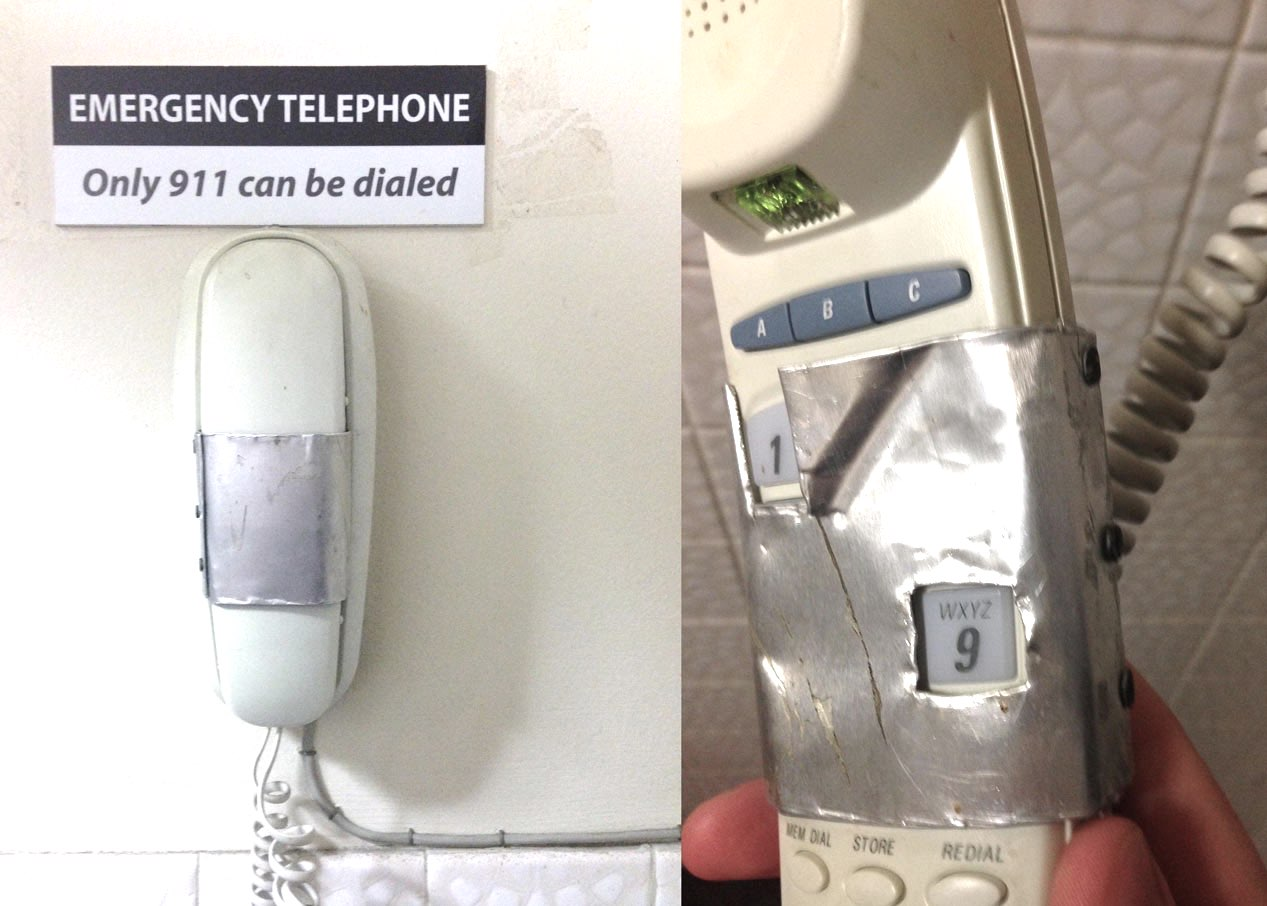 EMERGENCY TELEPHONE
Only 911 can be dialed
A B C
1
WXYZ
9
MEM DIAL STORE REDIAL